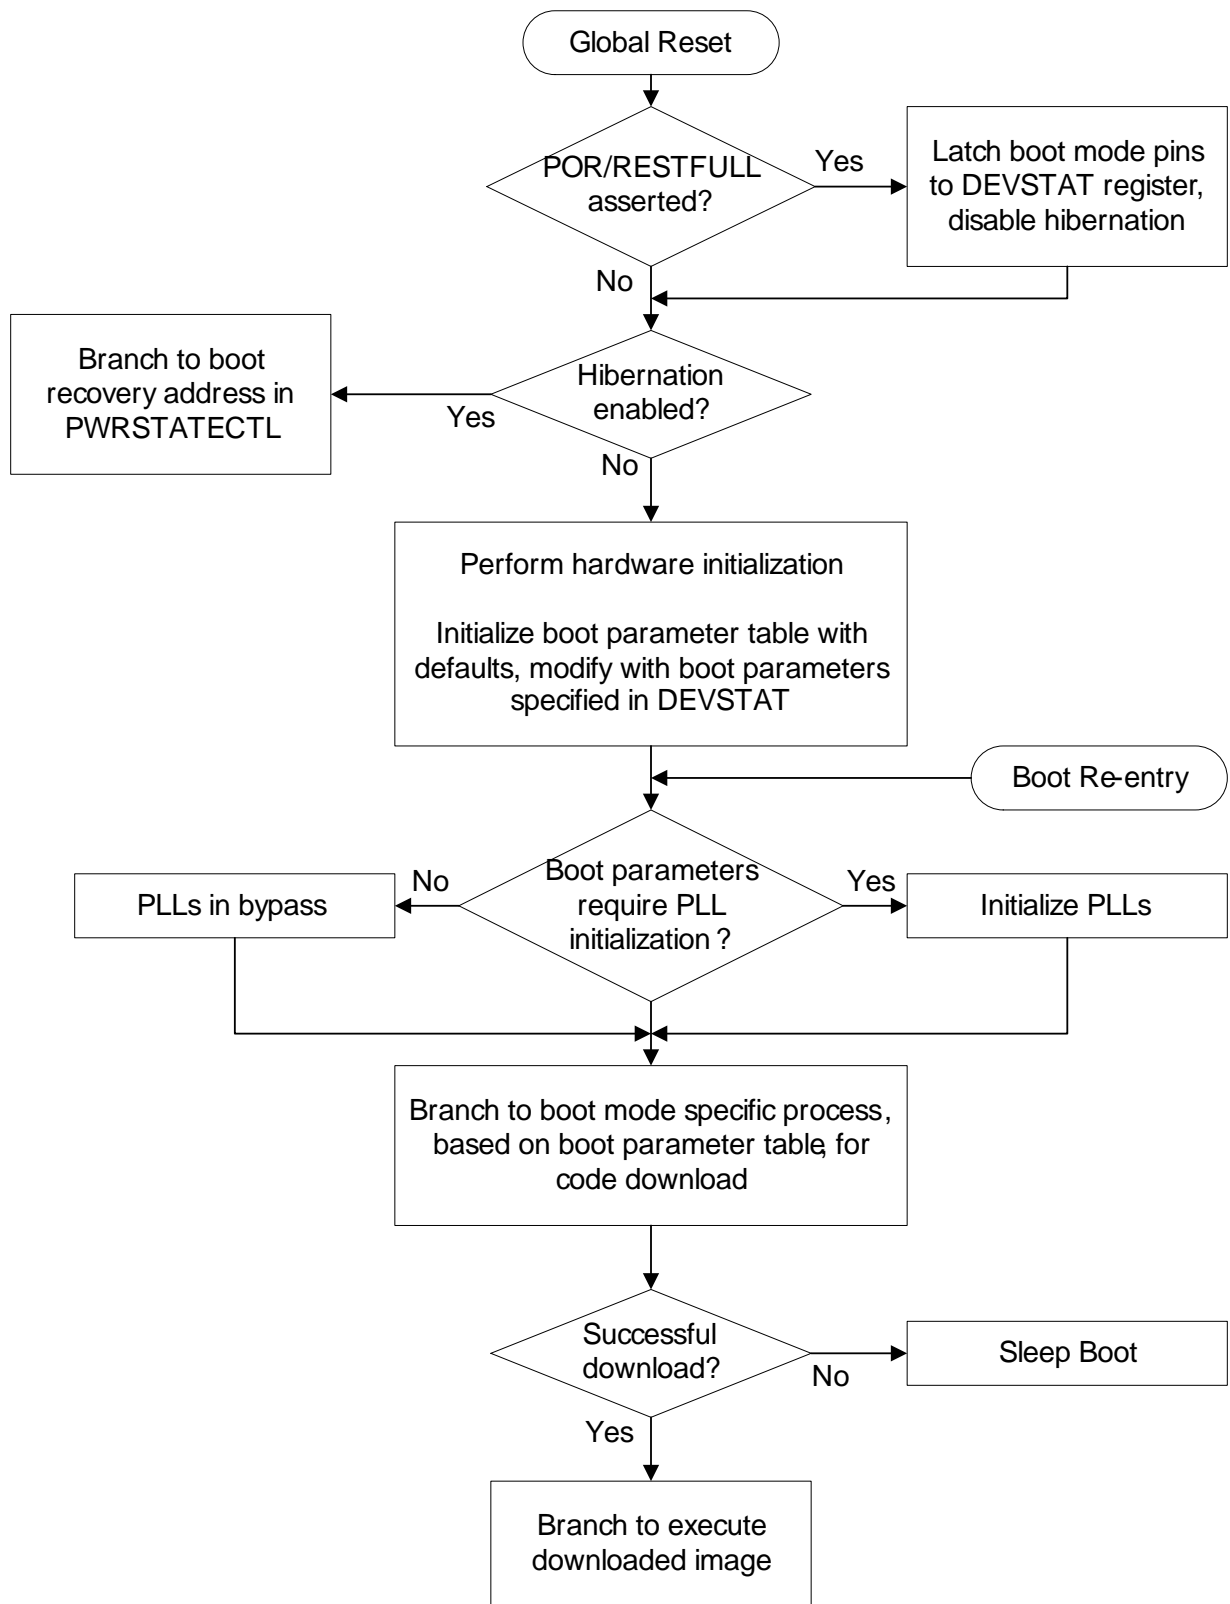 Global Reset
POR/RESTFULL
asserted?
Yes
Latch boot mode pins
to DEVSTAT register,
disable hibernation
No
Branch to boot
recovery address in
PWRSTATECTL
Yes
Hibernation
enabled?
No
Perform hardware initialization
Initialize boot parameter table with
defaults, modify with boot parameters
specified in DEVSTAT
Boot Re-entry
PLLs in bypass
No
Boot parameters
require PLL
initialization ?
Yes
Initialize PLLs
Branch to boot mode specific process,
based on boot parameter table, for
code download
Successful
download?
No
Sleep Boot
Yes
Branch to execute
downloaded image